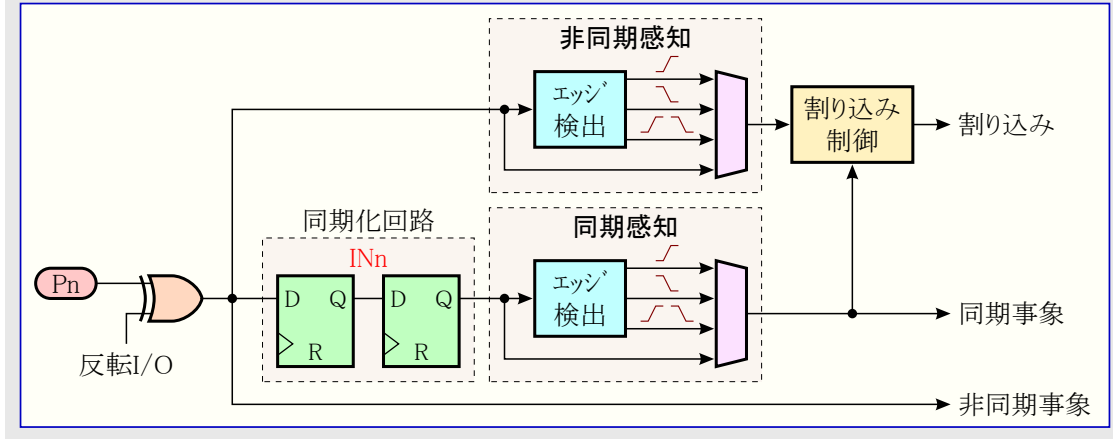 非同期感知
エッジ
検出
割り込み
制御
割り込み
同期化回路
INn
同期感知
Pn
反転I/O
D Q
R
D Q
R
エッジ
検出
同期事象
非同期事象